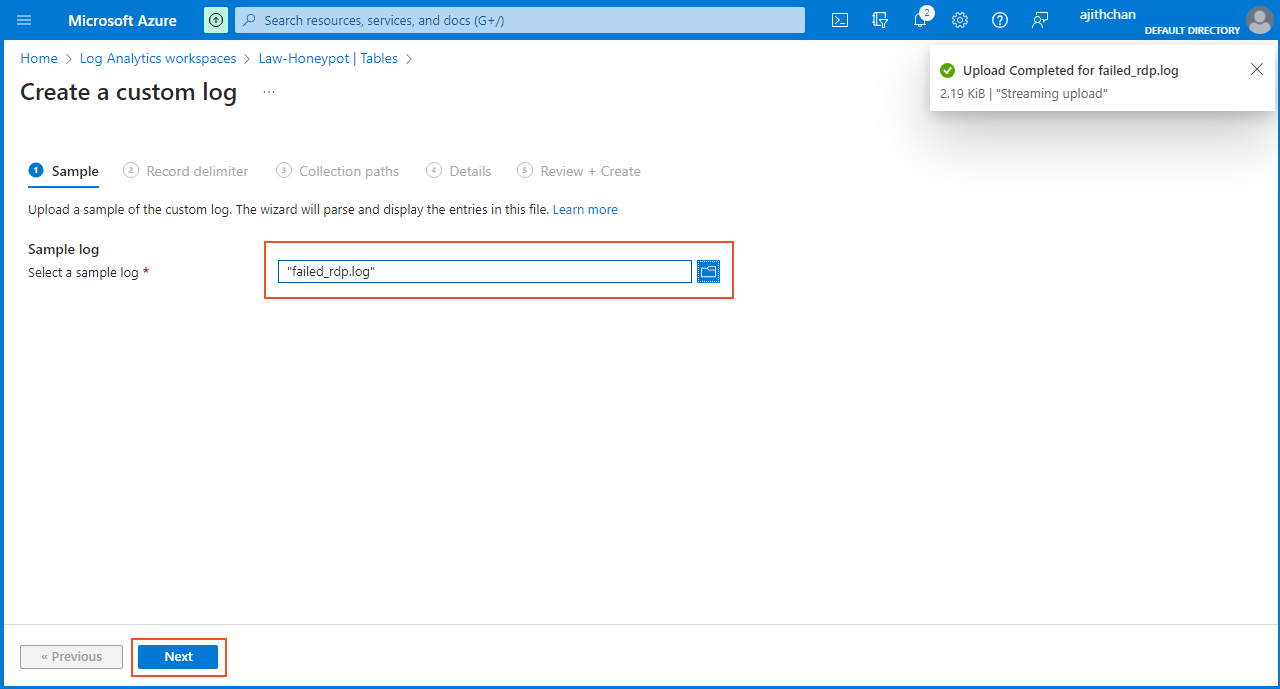 Microsoft Azure
Search resources, services, and docs (G+/)
2
ajithchan
DEFAULT DIRECTORY
Home > Log Analytics workspaces > Law-Honeypot | Tables >
Create a custom log ...
Upload Completed for failed_rdp.log
2.19 KiB | "Streaming upload"
1 Sample 2 Record delimiter 3 Collection paths 4 Details 5 Review + Create
Upload a sample of the custom log. The wizard will parse and display the entries in this file. Learn more
Sample log
Select a sample log *
"failed_rdp.log"
« Previous Next